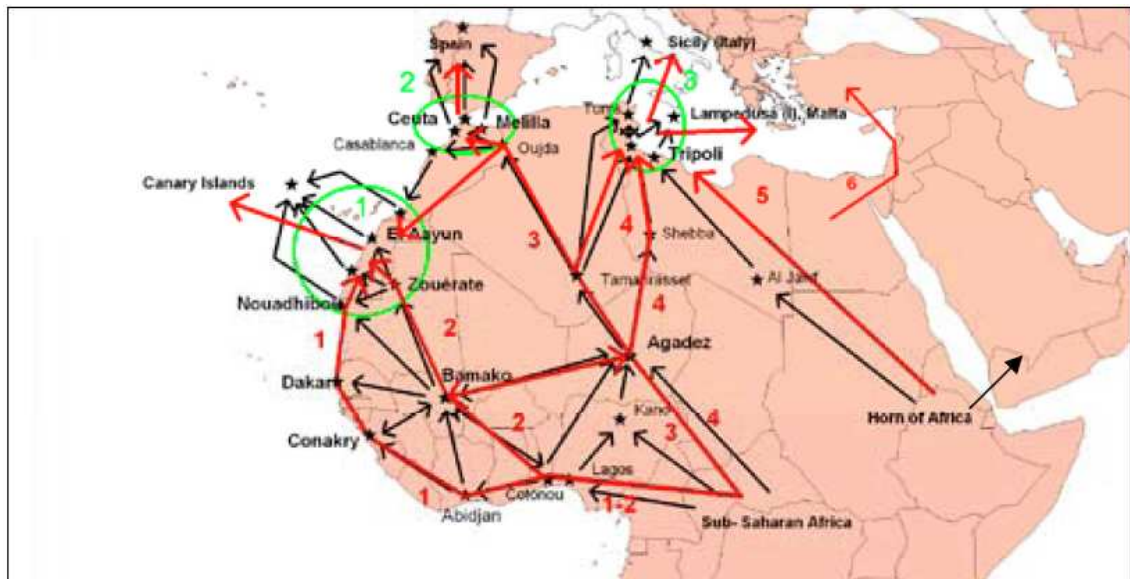 Spain
Sicily (Italy)
2
3
Tunis
Ceuta
Melilla
Lampedusa (I), Malta
Casablanca
Oujda
Tripoli
Canary Islands
5
6
1
El Aayun
4
Shebba
3
Zouérate
Tamanrasset
Al Jawf
Nouadhibou
4
1
2
Agadez
Dakar
Bamako
Kano
4
Horn of Africa
2
3
Conakry
Lagos
1
Cotonou
1-2
Abidjan
Sub- Saharan Africa